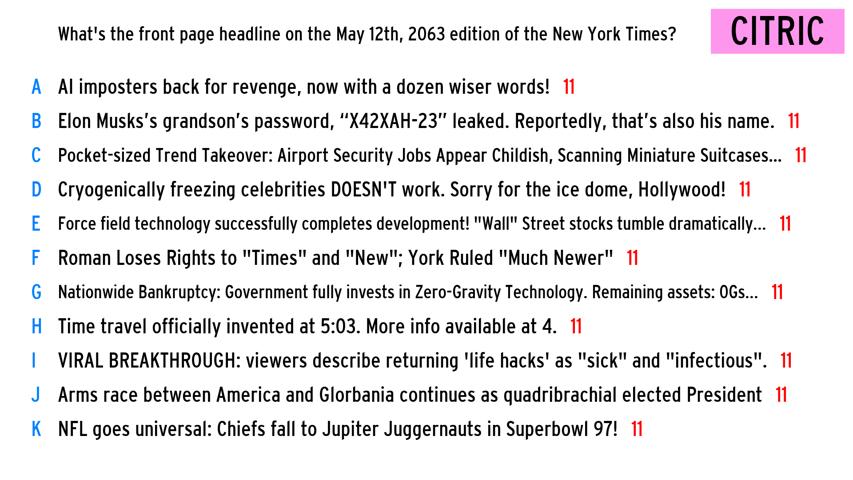 What's the front page headline on the May 12th, 2063 edition of the New York Times?
CITRIC
A AI imposters back for revenge, now with a dozen wiser words! 11
B Elon Musks’s grandson’s password, “X42XAH-23” leaked. Reportedly, that’s also his name. 11
C Pocket-sized Trend Takeover: Airport Security Jobs Appear Childish, Scanning Miniature Suitcases... 11
D Cryogenically freezing celebrities DOESN'T work. Sorry for the ice dome, Hollywood! 11
E Force field technology successfully completes development! "Wall" Street stocks tumble dramatically... 11
F Roman Loses Rights to "Times" and "New"; York Ruled "Much Newer" 11
G Nationwide Bankruptcy: Government fully invests in Zero-Gravity Technology. Remaining assets: 0Gs... 11
H Time travel officially invented at 5:03. More info available at 4. 11
I VIRAL BREAKTHROUGH: viewers describe returning 'life hacks' as "sick" and "infectious". 11
J Arms race between America and Glorbania continues as quadribrachial elected President 11
K NFL goes universal: Chiefs fall to Jupiter Juggernauts in Superbowl 97! 11